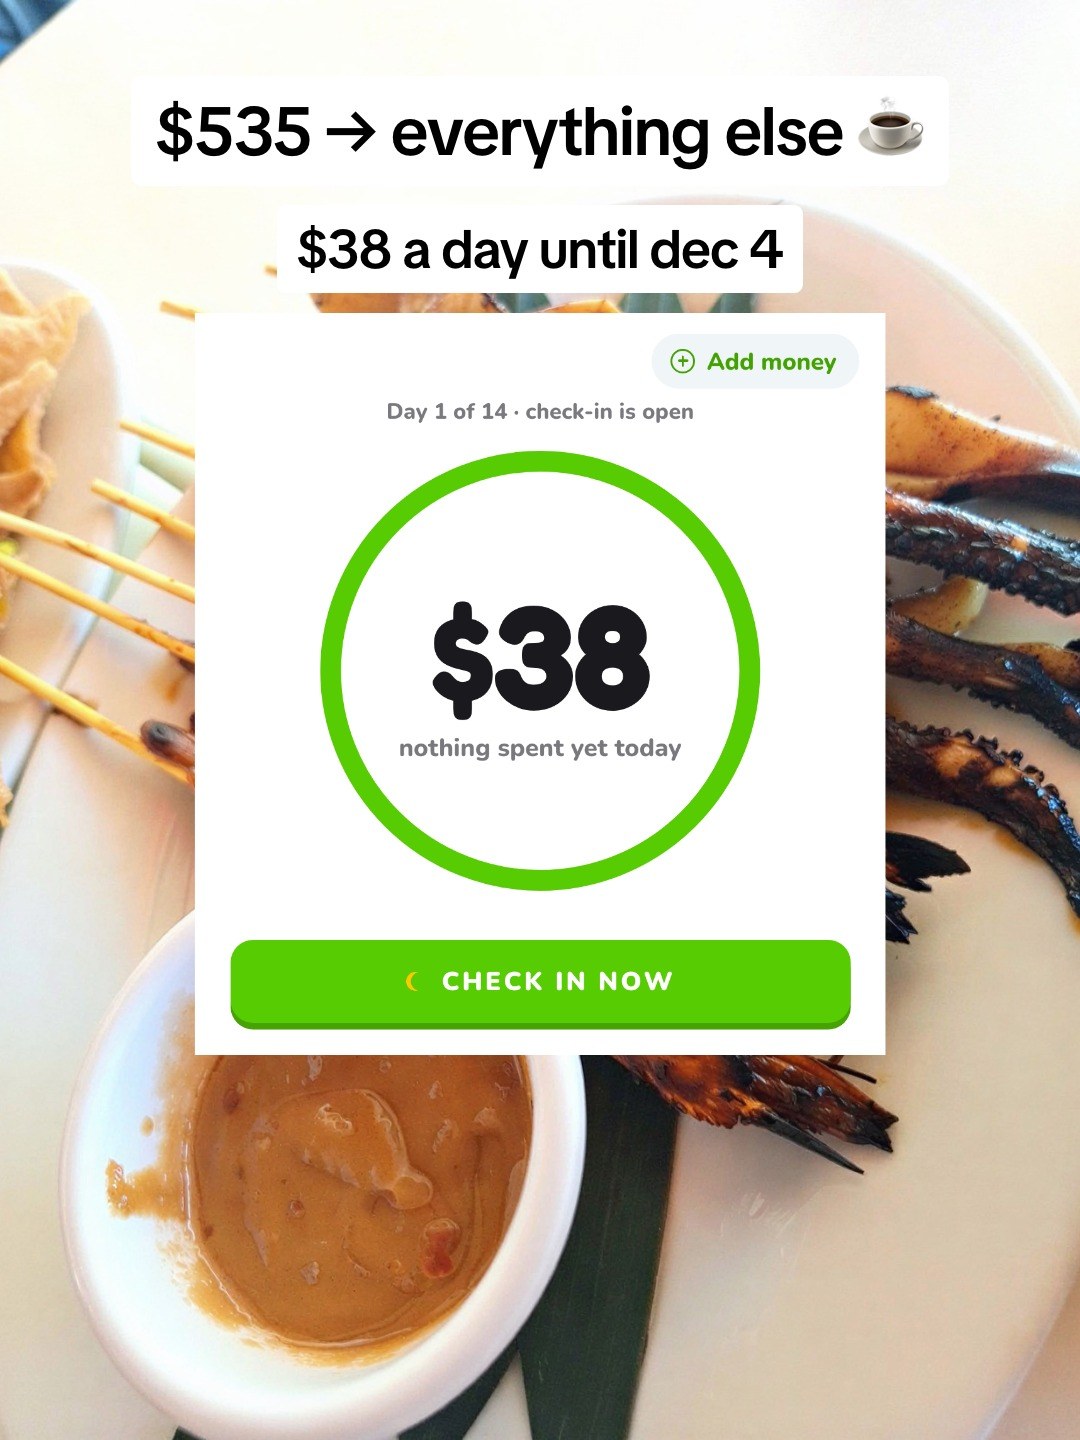 $535 → everything else ☕
$38 a day until dec 4
Add money
Day 1 of 14 · check-in is open
$38
nothing spent yet today
CHECK IN NOW